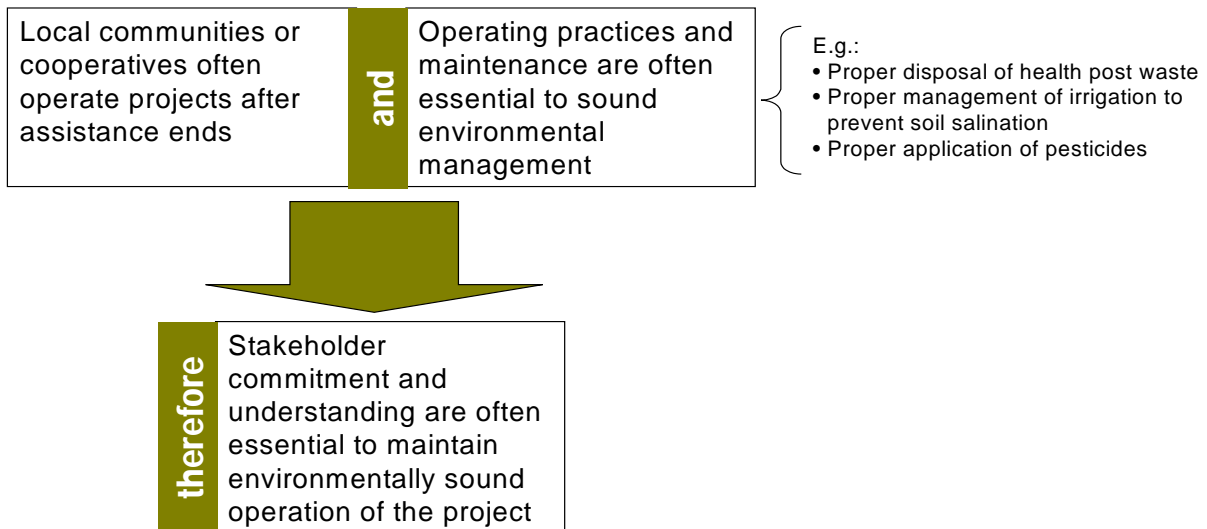 Local communities or
cooperatives often
operate projects after
assistance ends
and
Operating practices and
maintenance are often
essential to sound
environmental
management
E.g.:
• Proper disposal of health post waste
• Proper management of irrigation to
prevent soil salination
• Proper application of pesticides
therefore
Stakeholder
commitment and
understanding are often
essential to maintain
environmentally sound
operation of the project